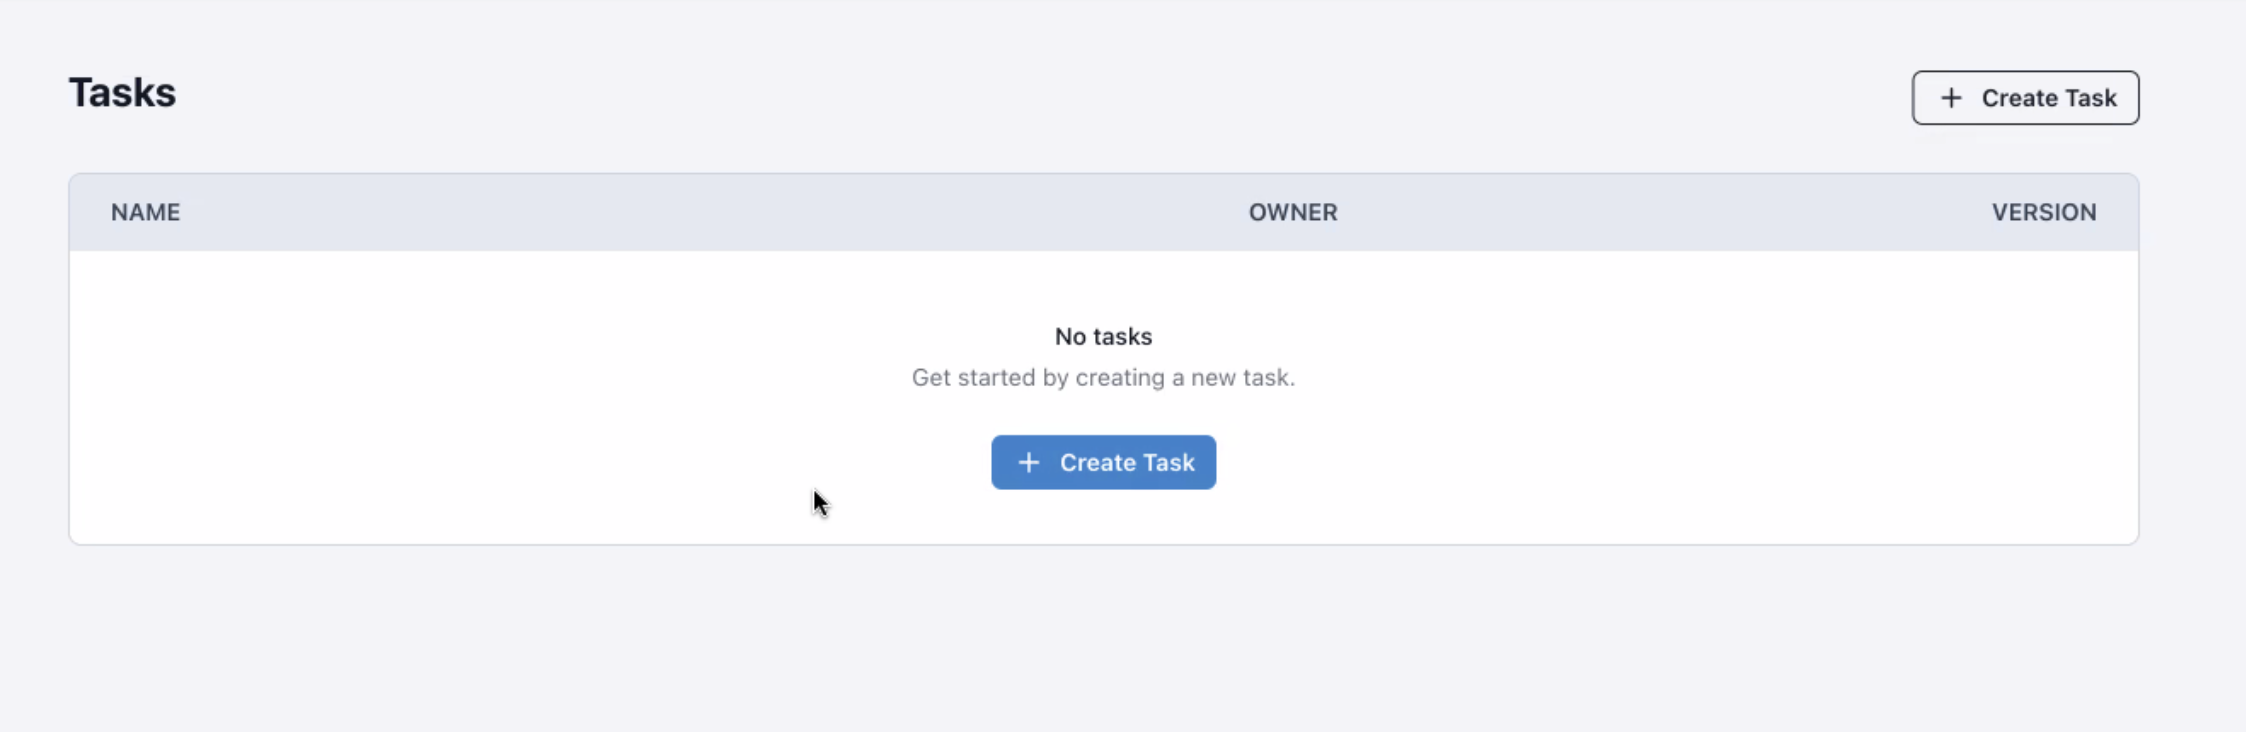 Tasks
Create Task
NAME OWNER VERSION
No tasks
Get started by creating a new task.
Create Task